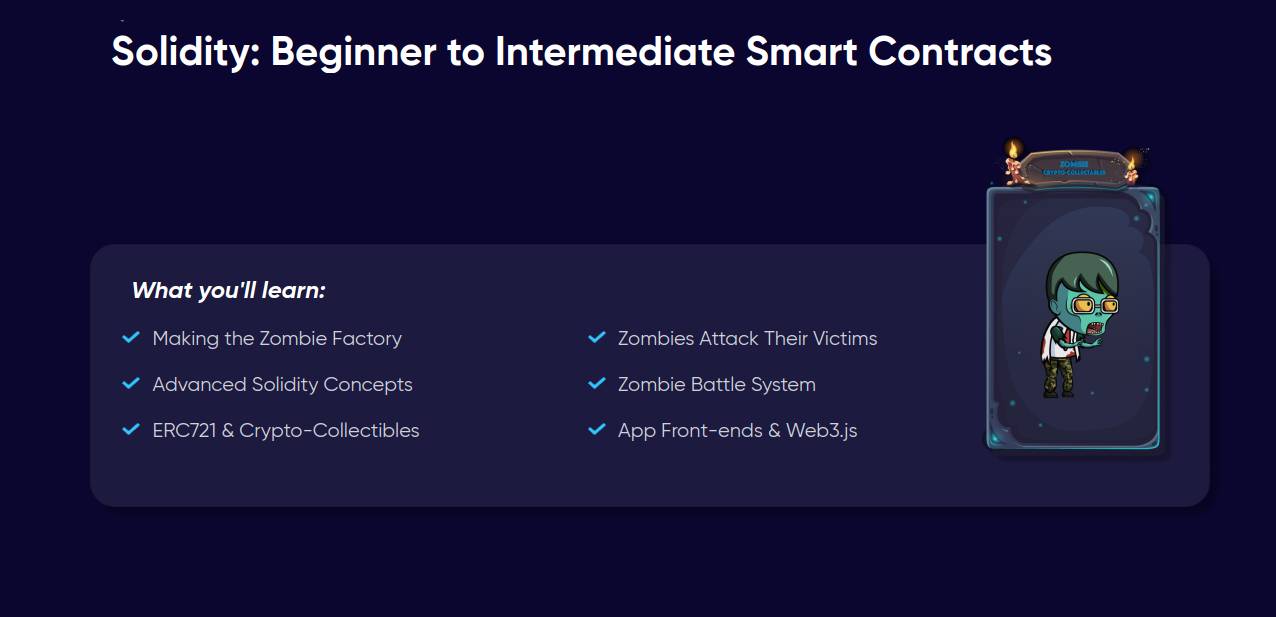 Solidity: Beginner to Intermediate Smart Contracts
ZOMBIE
CRYPTO-COLLECTABLES
What you'll learn:
Making the Zombie Factory
Zombies Attack Their Victims
Advanced Solidity Concepts
Zombie Battle System
ERC721 & Crypto-Collectibles
App Front-ends & Web3.js